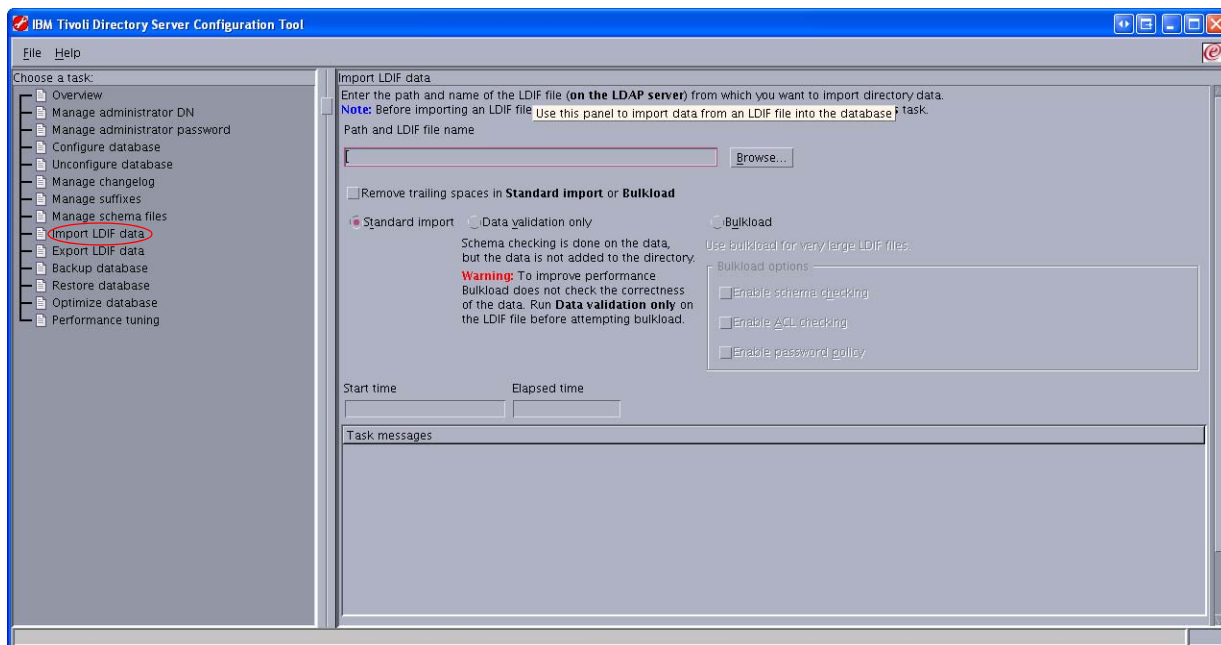 IBM Tivoli Directory Server Configuration Tool
File Help
Choose a task:
Overview
Manage administrator DN
Manage administrator password
Configure database
Unconfigure database
Manage changelog
Manage suffixes
Manage schema files
Import LDIF data
Export LDIF data
Backup database
Restore database
Optimize database
Performance tuning
Import LDIF data
Enter the path and name of the LDIF file (on the LDAP server) from which you want to import directory data.
Note: Before importing an LDIF file
Use this panel to import data from an LDIF file into the database
task.
Path and LDIF file name
Browse...
Remove trailing spaces in Standard import or Bulkload
Standard import
Data validation only
Bulkload
Schema checking is done on the data,
but the data is not added to the directory.
Warning: To improve performance
Bulkload does not check the correctness
of the data. Run Data validation only on
the LDIF file before attempting bulkload.
Use bulkload for very large LDIF files.
Bulkload options
Enable schema checking
Enable ACL checking
Enable password policy
Start time
Elapsed time
Task messages